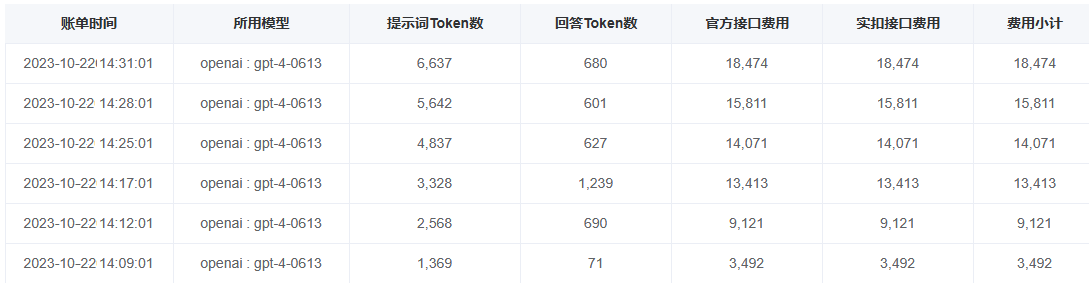 账单时间 所用模型 提示词Token数 回答Token数 官方接口费用 实扣接口费用 费用小计
2023-10-22 14:31:01 openai : gpt-4-0613 6,637 680 18,474 18,474 18,474
2023-10-22 14:28:01 openai : gpt-4-0613 5,642 601 15,811 15,811 15,811
2023-10-22 14:25:01 openai : gpt-4-0613 4,837 627 14,071 14,071 14,071
2023-10-22 14:17:01 openai : gpt-4-0613 3,328 1,239 13,413 13,413 13,413
2023-10-22 14:12:01 openai : gpt-4-0613 2,568 690 9,121 9,121 9,121
2023-10-22 14:09:01 openai : gpt-4-0613 1,369 71 3,492 3,492 3,492